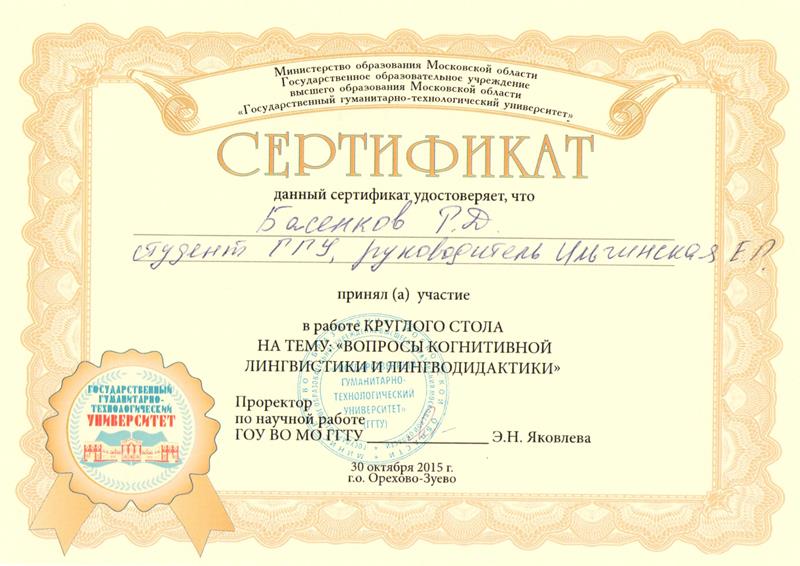 Министерство образования Московской области
Государственное образовательное учреждение
высшего образования Московской области
«Государственный гуманитарно-технологический университет»
СЕРТИФИКАТ
данный сертификат удостоверяет, что
Басенков Р.Д.
студент ГГТУ, руководитель Ильчинская Е.П.
принял (а) участие
в работе КРУГЛОГО СТОЛА
НА ТЕМУ: «ВОПРОСЫ КОГНИТИВНОЙ
ЛИНГВИСТИКИ И ЛИНГВОДИДАКТИКИ»
ГУМАНИТАРНО-
ТЕХНОЛОГИЧЕСКИЙ
УНИВЕРСИТЕТ»
(ГГТУ)
Проректор
по научной работе
ГОУ ВО МО ГГТУ Э.Н. Яковлева
30 октября 2015 г.
г.о. Орехово-Зуево
ГОСУДАРСТВЕННЫЙ
ГУМАНИТАРНО-
ТЕХНОЛОГИЧЕСКИЙ
УНИВЕРСИТЕТ